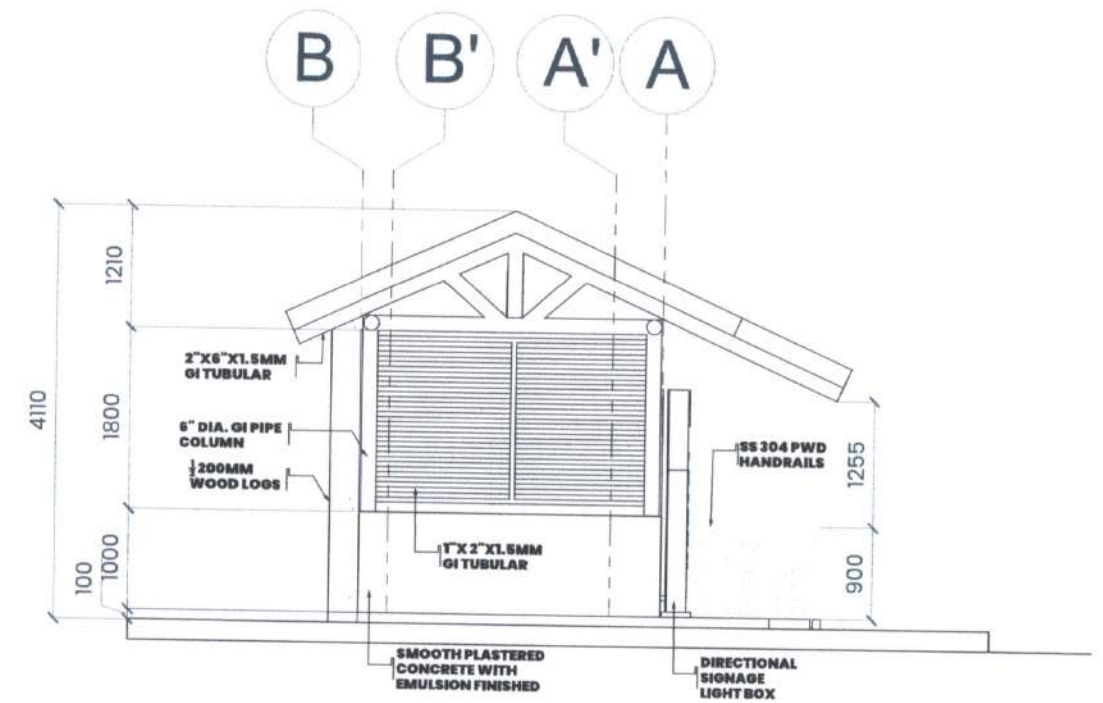 B
B'
A'
A
1210
4110
2"X6"X1.5MM
GI TUBULAR
1800
6" DIA. GI PIPE
COLUMN
200MM
WOOD LOGS
SS 304 PWD
HANDRAILS
1255
1"X 2"X1.5MM
GI TUBULAR
1000
100
900
SMOOTH PLASTERED
CONCRETE WITH
EMULSION FINISHED
DIRECTIONAL
SIGNAGE
LIGHT BOX